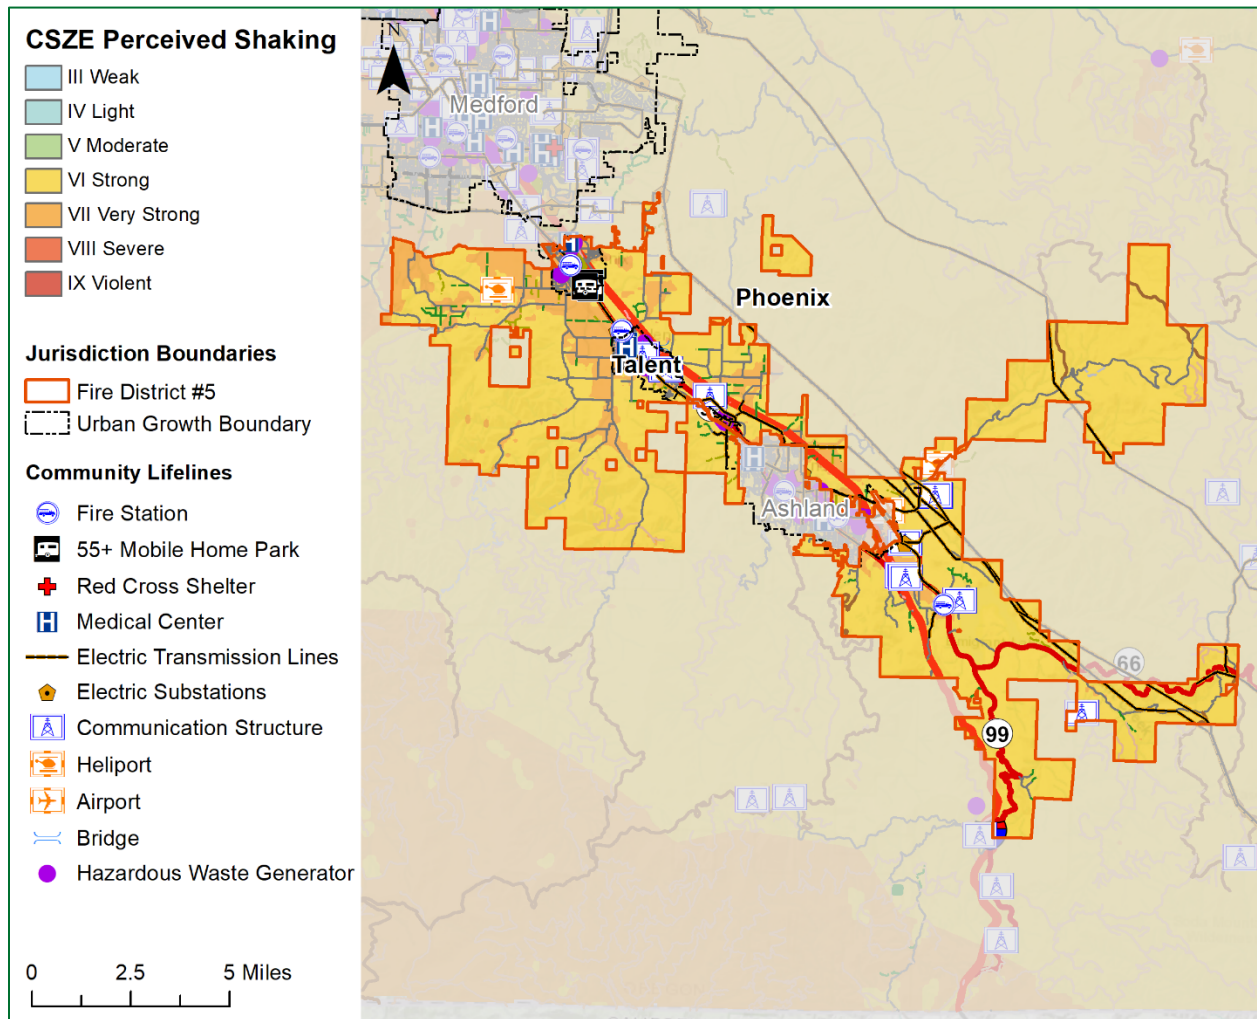 CSZE Perceived Shaking
III Weak
IV Light
V Moderate
VI Strong
VII Very Strong
VIII Severe
IX Violent
Jurisdiction Boundaries
Fire District #5
Urban Growth Boundary
Community Lifelines
Fire Station
55+ Mobile Home Park
Red Cross Shelter
Medical Center
Electric Transmission Lines
Electric Substations
Communication Structure
Heliport
Airport
Bridge
Hazardous Waste Generator
0 2.5 5 Miles
N
Medford
Phoenix
Talent
Ashland
66
99